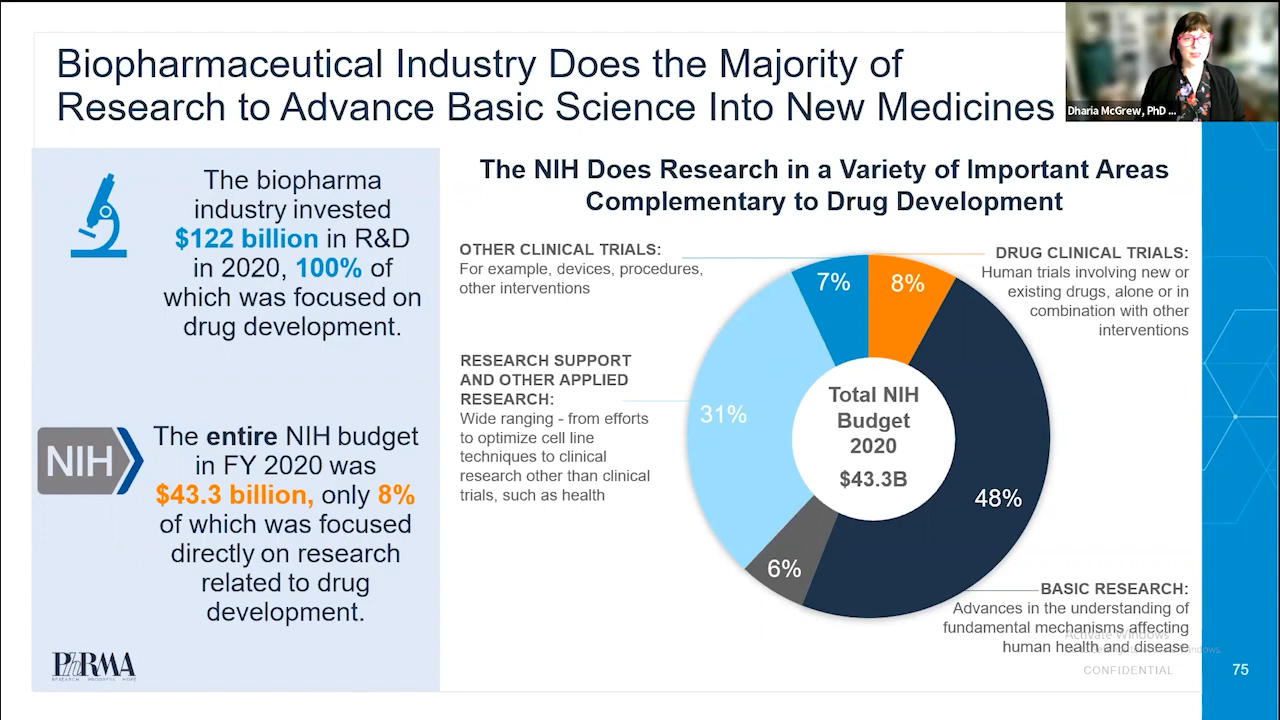 Biopharmaceutical Industry Does the Majority of
Research to Advance Basic Science Into New Medicines
Dharia McGrew, PhD ...
The biopharma
industry invested
$122 billion in R&D
in 2020, 100% of
which was focused on
drug development.
NIH
The entire NIH budget
in FY 2020 was
$43.3 billion, only 8%
of which was focused
directly on research
related to drug
development.
PhRMA
RESEARCH PROGRESS HOPE
The NIH Does Research in a Variety of Important Areas
Complementary to Drug Development
OTHER CLINICAL TRIALS:
For example, devices, procedures,
other interventions
RESEARCH SUPPORT
AND OTHER APPLIED
RESEARCH:
Wide ranging - from efforts
to optimize cell line
techniques to clinical
research other than clinical
trials, such as health
7%
8%
31%
48%
6%
Total NIH
Budget
2020
$43.3B
DRUG CLINICAL TRIALS:
Human trials involving new or
existing drugs, alone or in
combination with other
interventions
BASIC RESEARCH:
Advances in the understanding of
fundamental mechanisms affecting
human health and disease
Activate Windows
CONFIDENTIAL
75